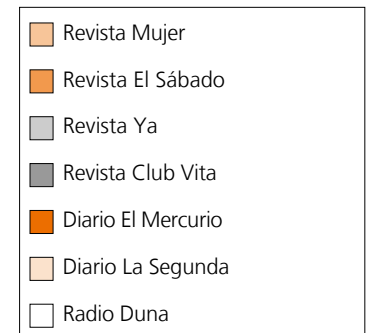 Revista Mujer
Revista El Sábado
Revista Ya
Revista Club Vita
Diario El Mercurio
Diario La Segunda
Radio Duna